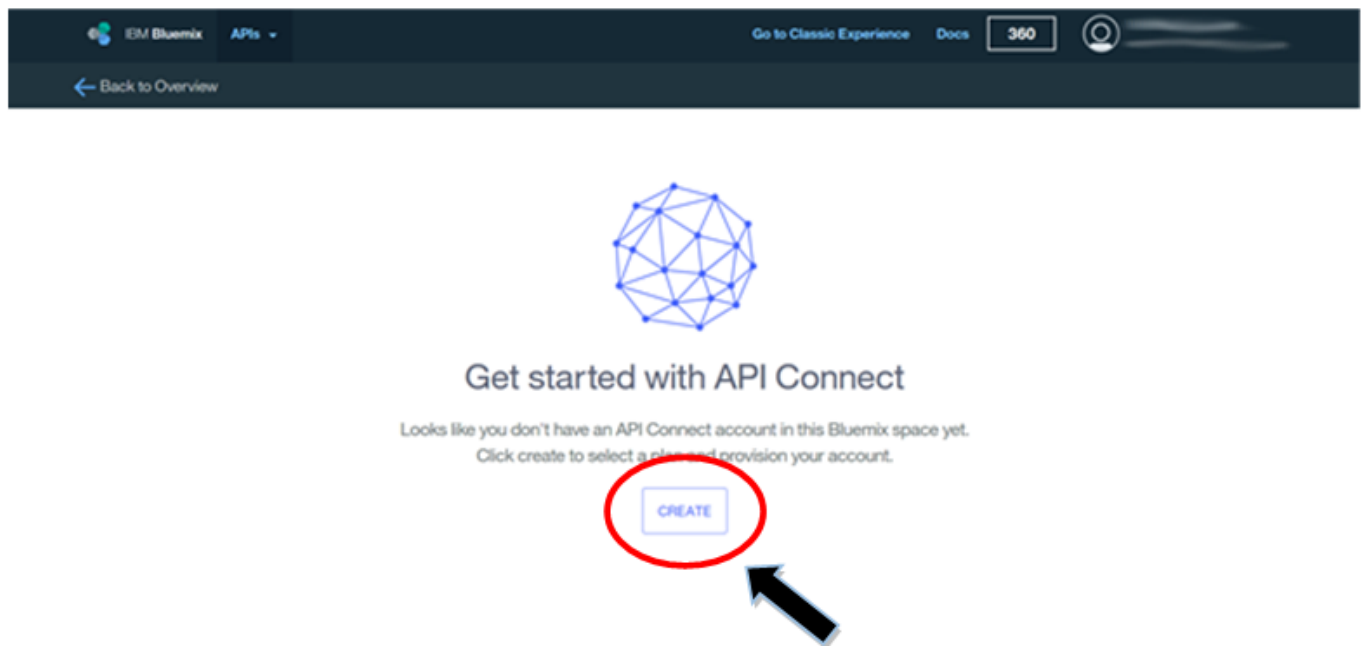 IBM Bluemix APIs Go to Classic Experience Docs 360
Back to Overview
Get started with API Connect
Looks like you don't have an API Connect account in this Bluemix space yet.
Click create to select a plan and provision your account.
CREATE